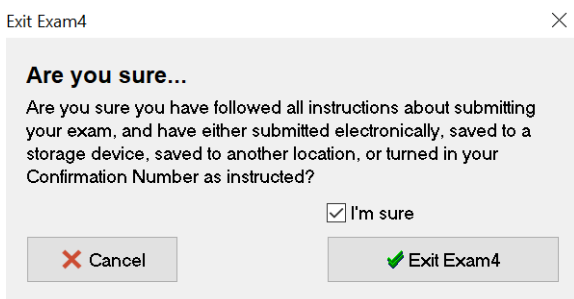 Exit Exam4
Are you sure...
Are you sure you have followed all instructions about submitting
your exam, and have either submitted electronically, saved to a
storage device, saved to another location, or turned in your
Confirmation Number as instructed?
I'm sure
Cancel
Exit Exam4